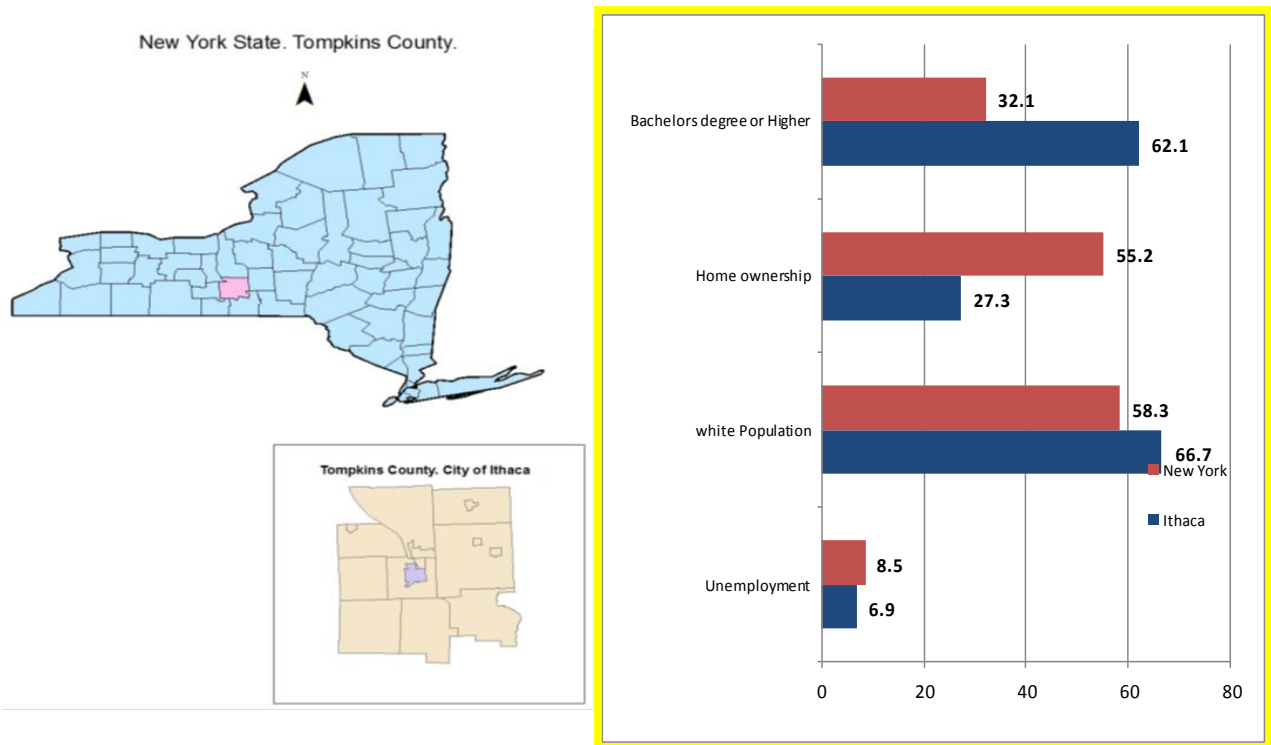 New York State. Tompkins County.
N
Tompkins County. City of Ithaca
Bachelors degree or Higher
32.1
62.1
Home ownership
55.2
27.3
white Population
58.3
66.7
New York
Ithaca
Unemployment
8.5
6.9
0 20 40 60 80